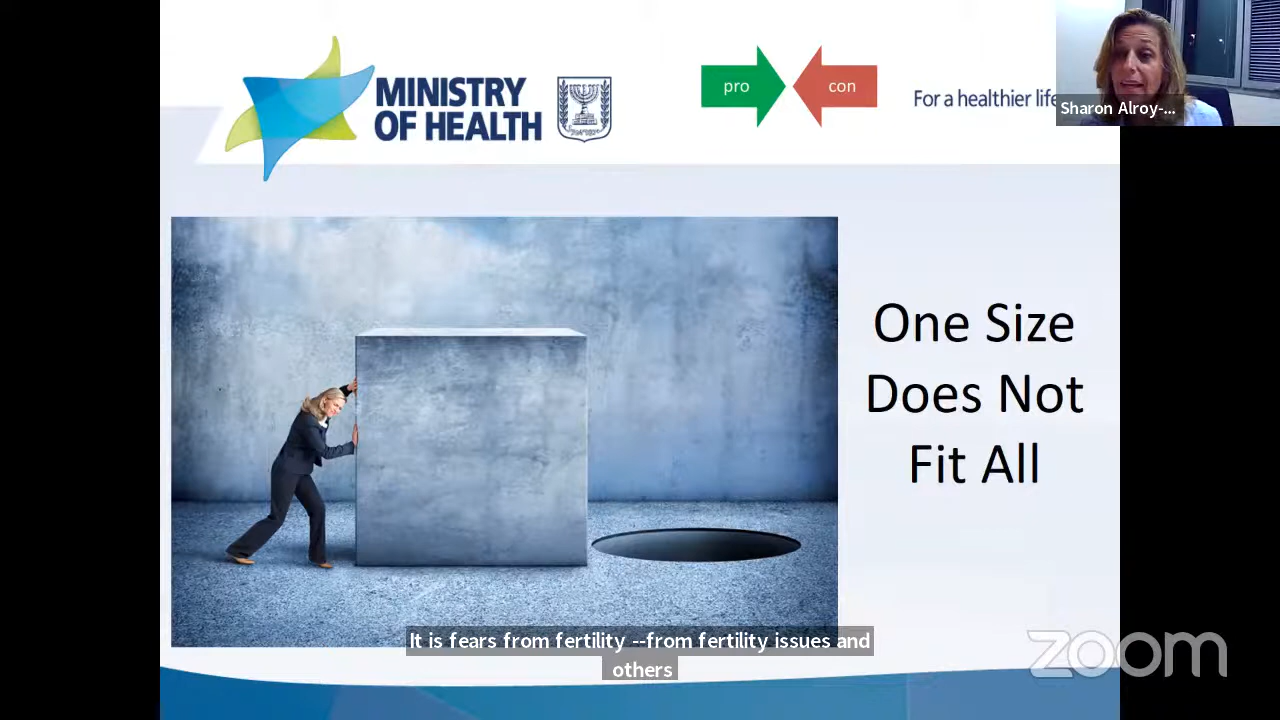 MINISTRY
OF HEALTH
pro
con
For a healthier life
Sharon Alroy-...
One Size
Does Not
Fit All
It is fears from fertility --from fertility issues and
others
zoom